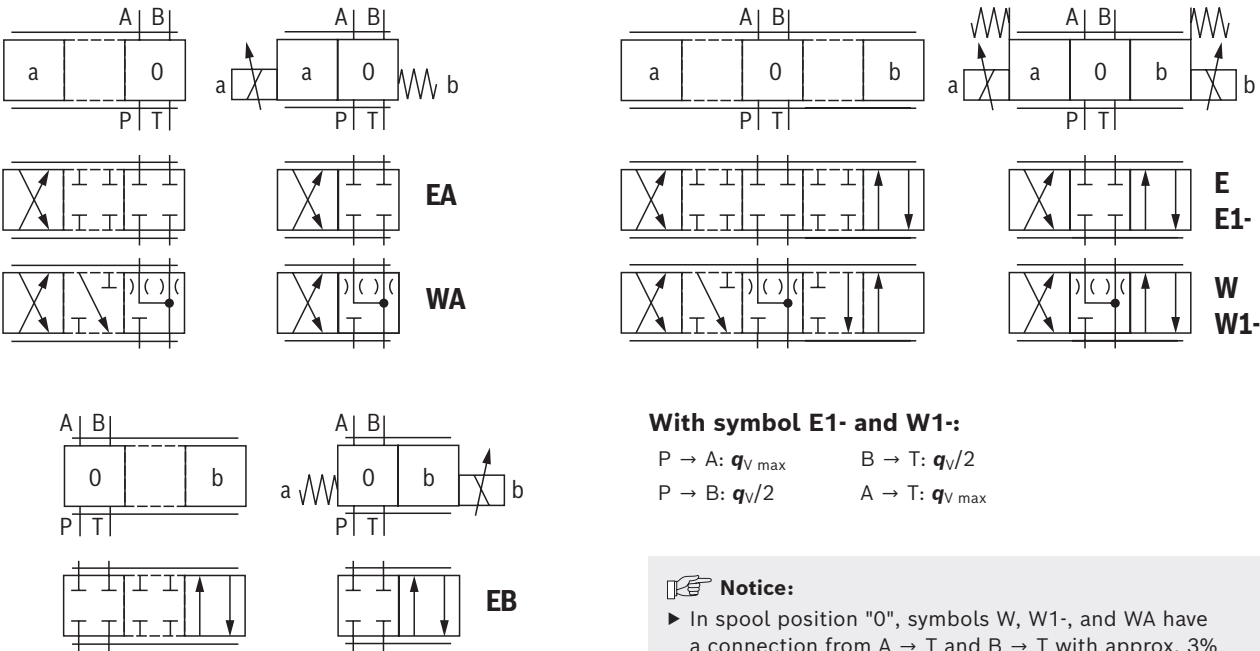 A B
a 0
P T
A B
a a 0 b
P T
EA
WA
A B
a 0 b
P T
A B
a a 0 b b
P T
E
E1-
W
W1-
A B
0 b
P T
A B
a 0 b b
P T
EB
With symbol E1- and W1-:
P → A: qV max B → T: qV/2
P → B: qV/2 A → T: qV max
Notice:
▶ In spool position "0", symbols W, W1-, and WA have
a connection from A → T and B → T with approx. 3%